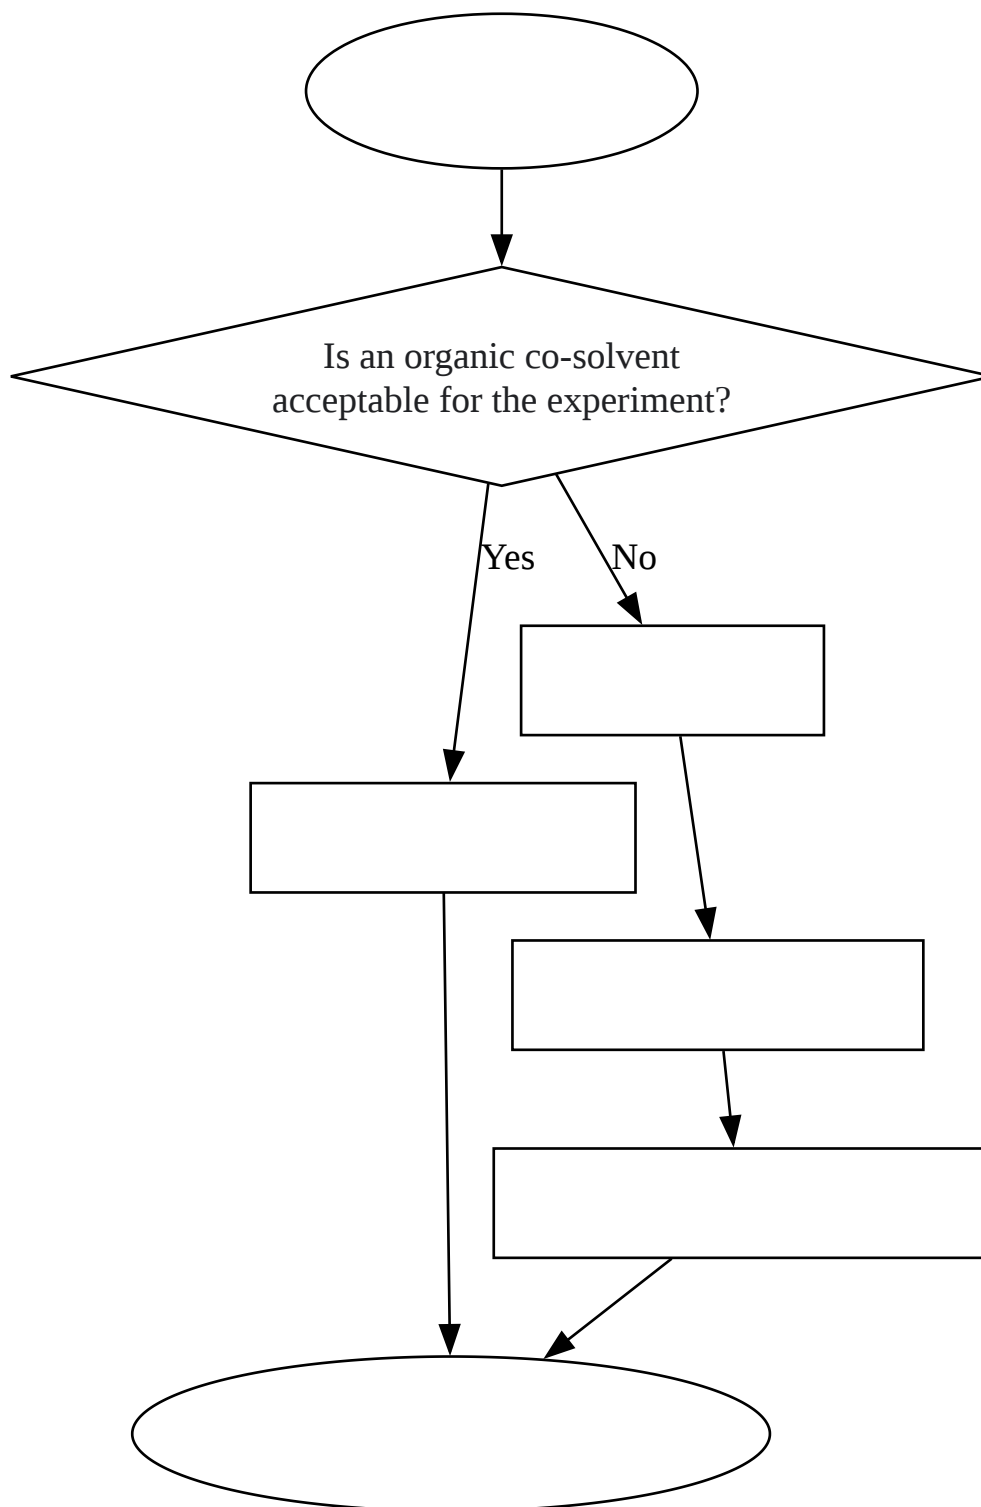 Is an organic co-solvent
acceptable for the experiment?
Yes
No